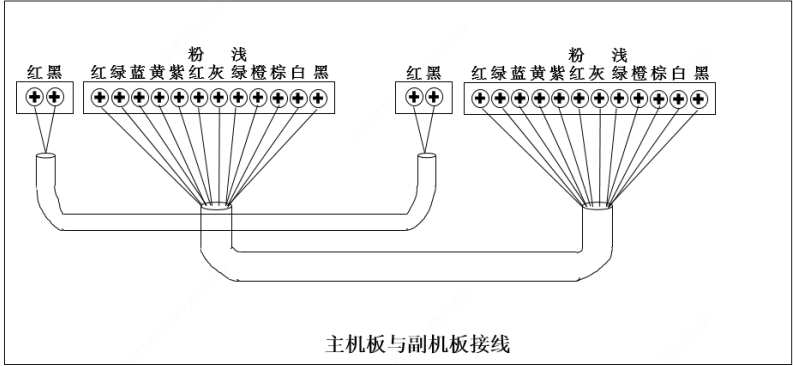 粉 浅
红 黑 红 绿 蓝 黄 紫 红 灰 绿 橙 棕 白 黑
粉 浅
红 黑 红 绿 蓝 黄 紫 红 灰 绿 橙 棕 白 黑
主机板与副机板接线